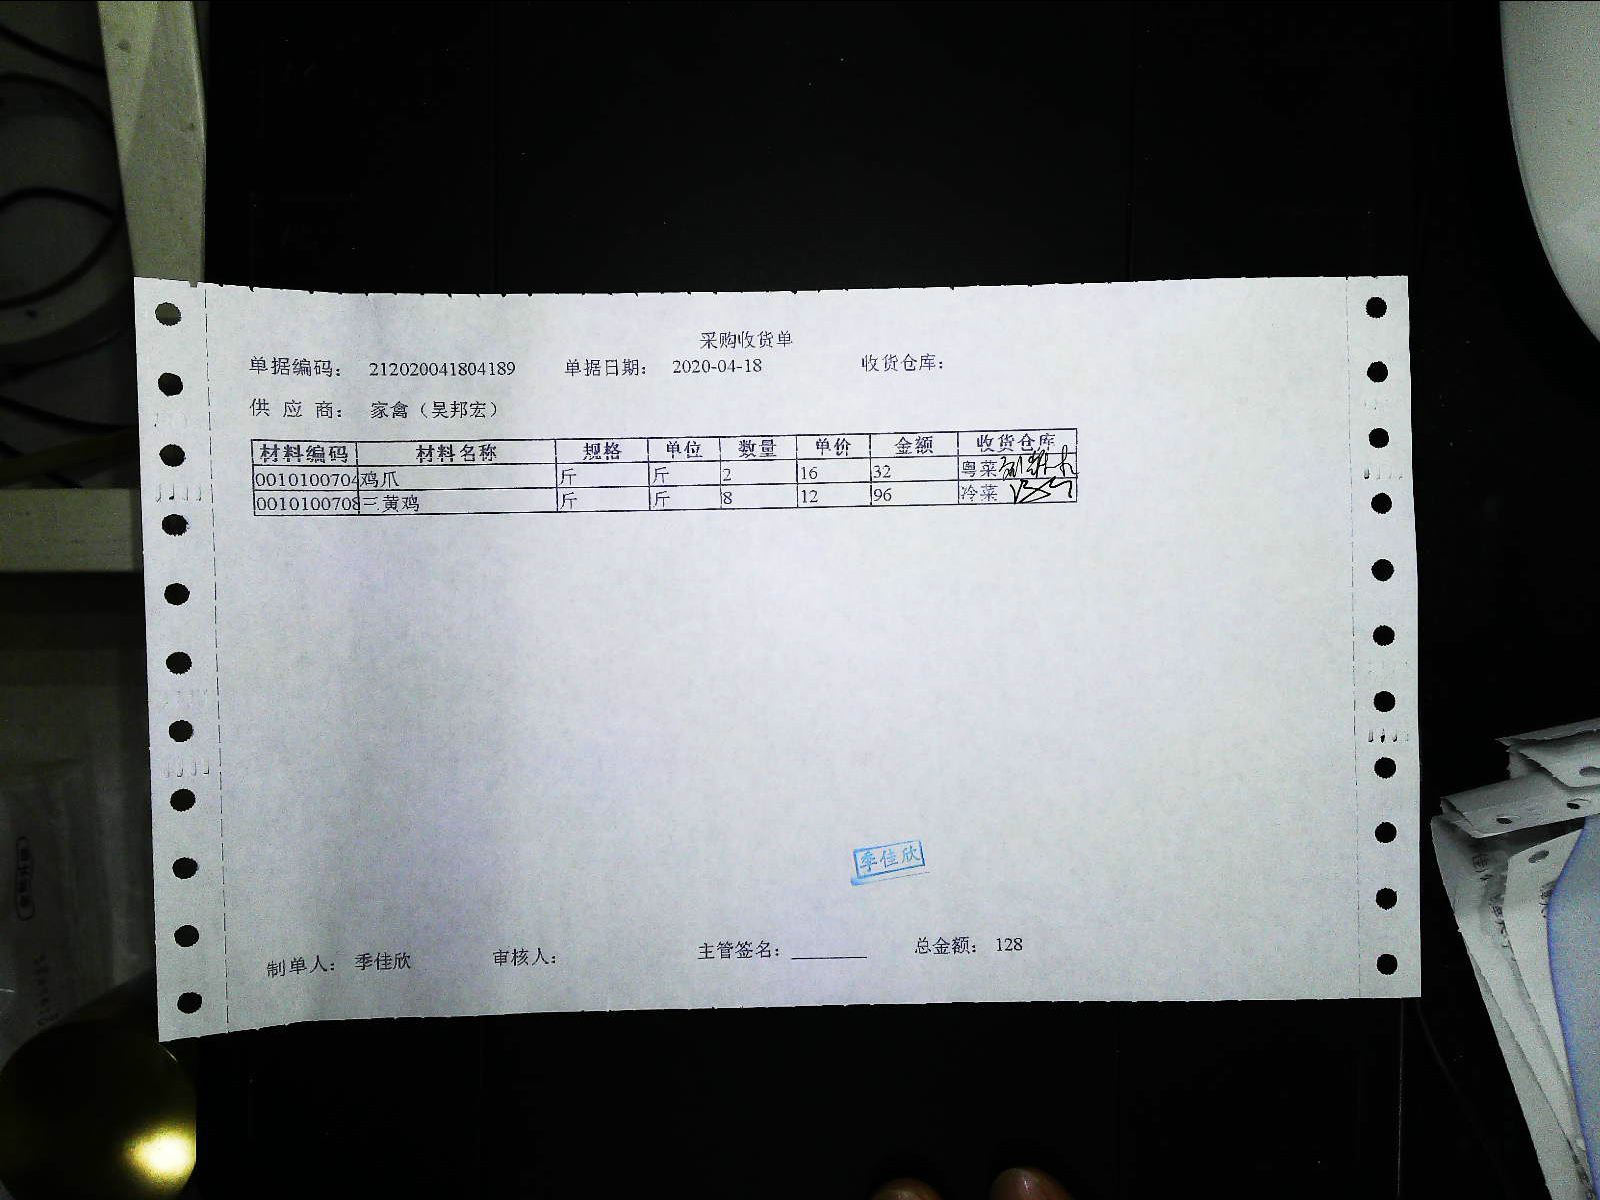 采购收货单
单据编码： 212020041804189 单据日期： 2020-04-18 收货仓库：
供 应 商： 家禽（吴邦宏）
材料编码 材料名称 规格 单位 数量 单价 金额 收货仓库
0010100704 鸡爪 斤 斤 2 16 32 粤菜
0010100708 三黄鸡 斤 斤 8 12 96 冷菜
季佳欣
制单人： 季佳欣 审核人： 主管签名： 总金额： 128